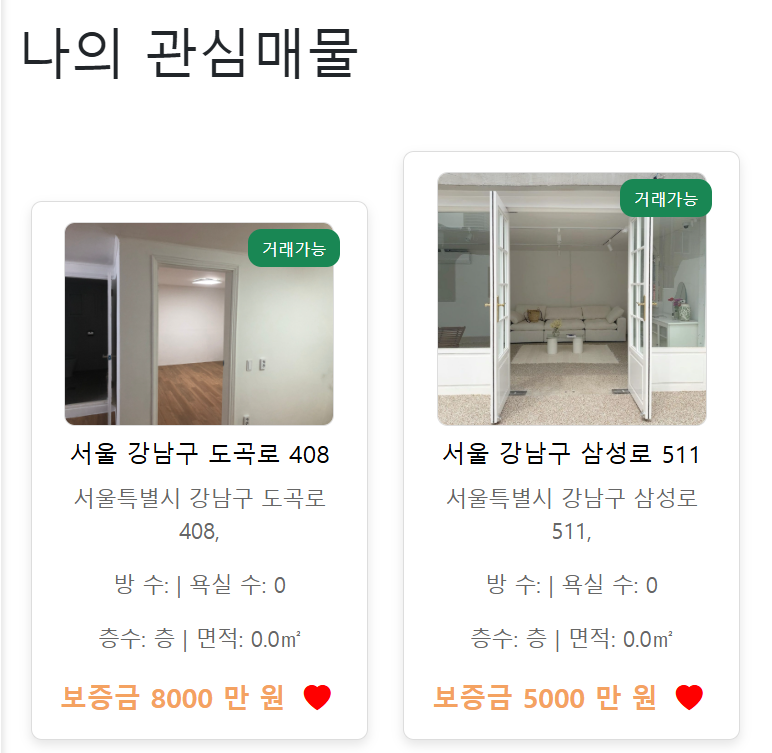 나의 관심매물
거래가능
서울 강남구 도곡로 408
서울특별시 강남구 도곡로
408,
방 수: | 욕실 수: 0
층수: 층 | 면적: 0.0㎡
보증금 8000 만 원
거래가능
서울 강남구 삼성로 511
서울특별시 강남구 삼성로
511,
방 수: | 욕실 수: 0
층수: 층 | 면적: 0.0㎡
보증금 5000 만 원